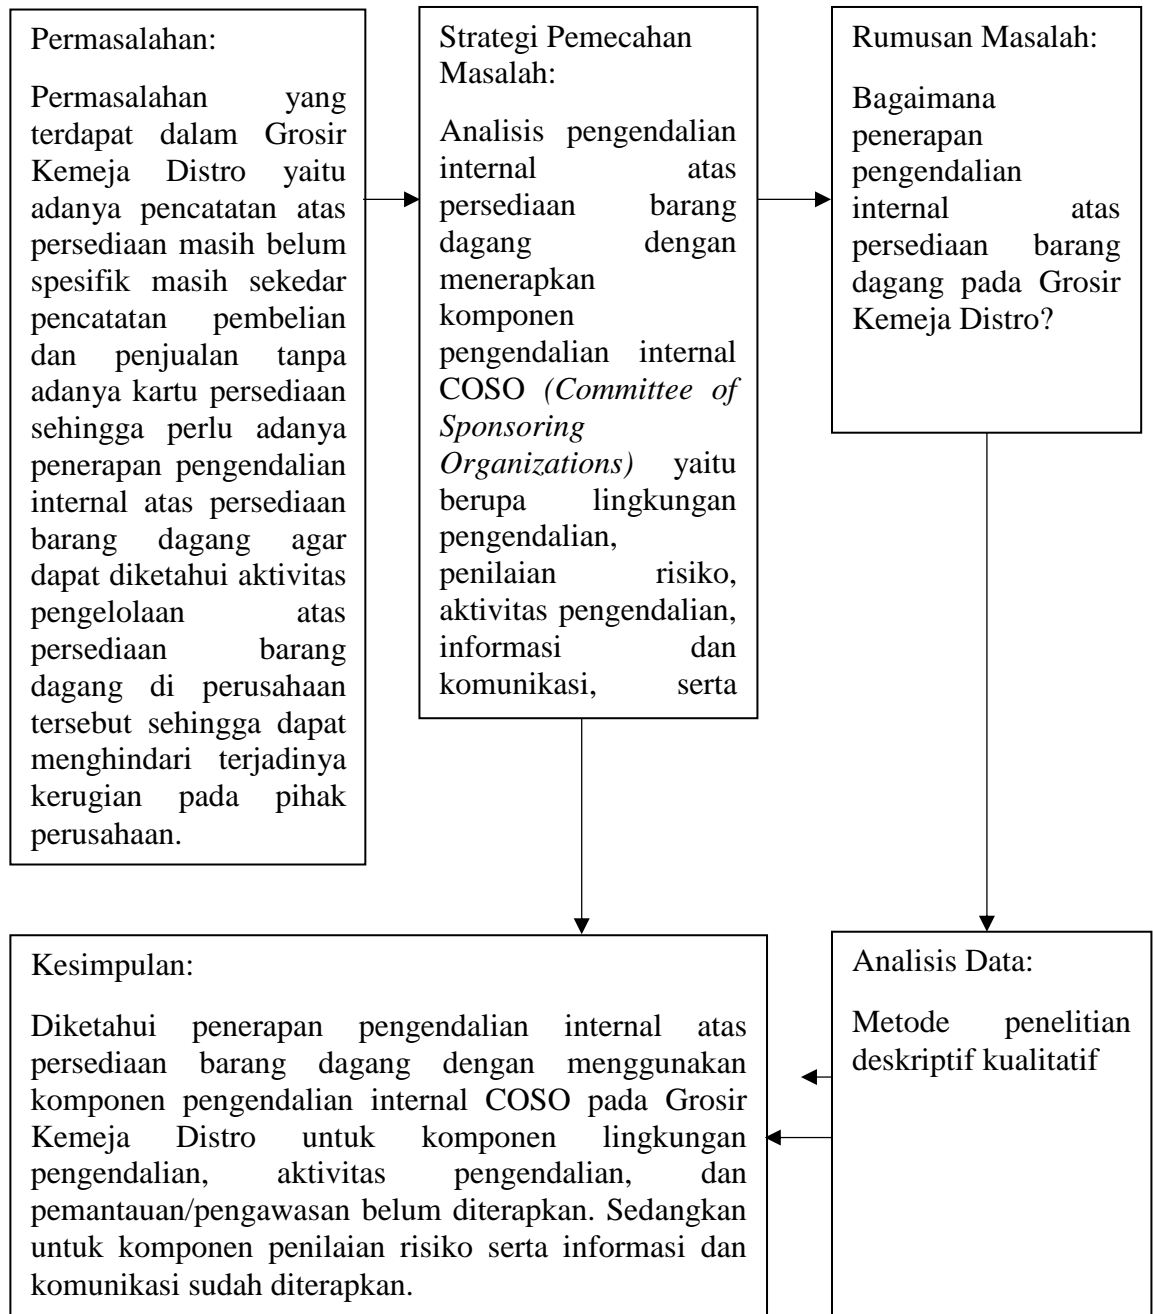 Permasalahan:
Permasalahan yang
terdapat dalam Grosir
Kemeja Distro yaitu
adanya pencatatan atas
persediaan masih belum
spesifik masih sekedar
pencatatan pembelian
dan penjualan tanpa
adanya kartu persediaan
sehingga perlu adanya
penerapan pengendalian
internal atas persediaan
barang dagang agar
dapat diketahui aktivitas
pengelolaan atas
persediaan barang
dagang di perusahaan
tersebut sehingga dapat
menghindari terjadinya
kerugian pada pihak
perusahaan.
Strategi Pemecahan
Masalah:
Analisis pengendalian
internal atas
persediaan barang
dagang dengan
menerapkan
komponen
pengendalian internal
COSO (Committee of
Sponsoring
Organizations) yaitu
berupa lingkungan
pengendalian,
penilaian risiko,
aktivitas pengendalian,
informasi dan
komunikasi, serta
Rumusan Masalah:
Bagaimana
penerapan
pengendalian
internal atas
persediaan barang
dagang pada Grosir
Kemeja Distro?
Kesimpulan:
Diketahui penerapan pengendalian internal atas
persediaan barang dagang dengan menggunakan
komponen pengendalian internal COSO pada Grosir
Kemeja Distro untuk komponen lingkungan
pengendalian, aktivitas pengendalian, dan
pemantauan/pengawasan belum diterapkan. Sedangkan
untuk komponen penilaian risiko serta informasi dan
komunikasi sudah diterapkan.
Analisis Data:
Metode penelitian
deskriptif kualitatif